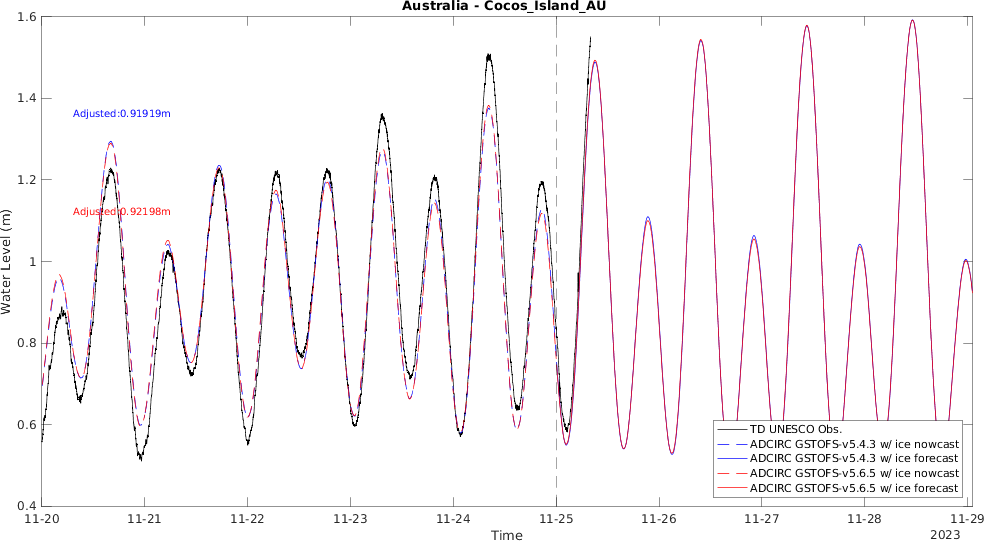 Australia - Cocos_Island_AU
1.6
1.4
1.2
1
0.8
0.6
0.4
Water Level (m)
Adjusted:0.91919m
Adjusted:0.92198m
TD UNESCO Obs.
ADCIRC GSTOFS-v5.4.3 w/ ice nowcast
ADCIRC GSTOFS-v5.4.3 w/ ice forecast
ADCIRC GSTOFS-v5.6.5 w/ ice nowcast
ADCIRC GSTOFS-v5.6.5 w/ ice forecast
11-20 11-21 11-22 11-23 11-24 11-25 11-26 11-27 11-28 11-29
Time
2023